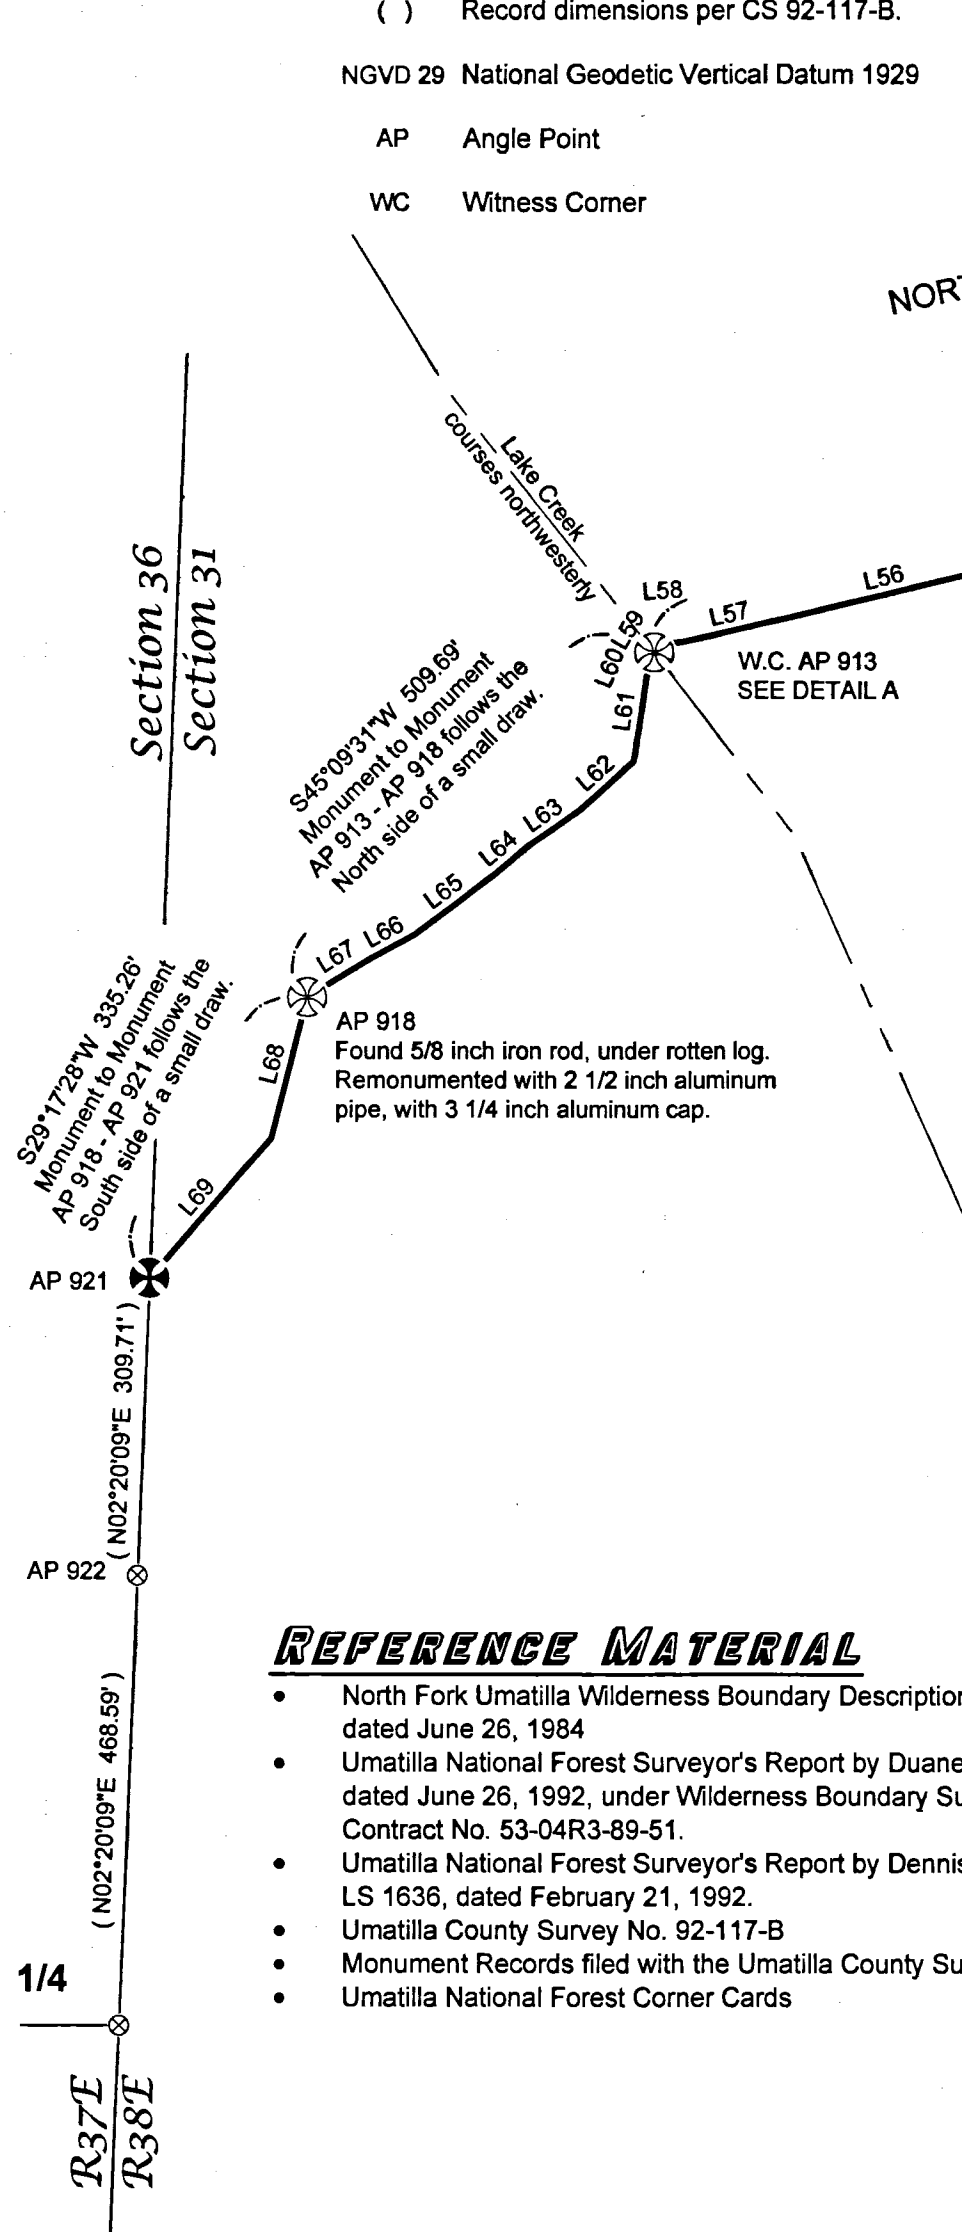 ( ) Record dimensions per CS 92-117-B.
NGVD 29 National Geodetic Vertical Datum 1929
AP Angle Point
WC Witness Corner
NORT
Lake Creek
courses northwesterly
Section 36
Section 31
L58
L56
L57
L59
L60
L61
W.C. AP 913
SEE DETAIL A
S45°09'31"W 509.69'
Monument to Monument
AP 913 - AP 918 follows the
North side of a small draw.
L62
L63
L64
L65
L66
L67
AP 918
Found 5/8 inch iron rod, under rotten log.
Remonumented with 2 1/2 inch aluminum
pipe, with 3 1/4 inch aluminum cap.
S29°17'28"W 335.26'
Monument to Monument
AP 918 - AP 921 follows the
South side of a small draw.
L68
L69
AP 921
( N02°20'09"E 309.71' )
AP 922
( N02°20'09"E 468.59' )
REFERENCE MATERIAL
• North Fork Umatilla Wilderness Boundary Description
dated June 26, 1984
• Umatilla National Forest Surveyor's Report by Duane
dated June 26, 1992, under Wilderness Boundary Su
Contract No. 53-04R3-89-51.
• Umatilla National Forest Surveyor's Report by Dennis
LS 1636, dated February 21, 1992.
• Umatilla County Survey No. 92-117-B
• Monument Records filed with the Umatilla County Su
• Umatilla National Forest Corner Cards
1/4
R37E
R38E